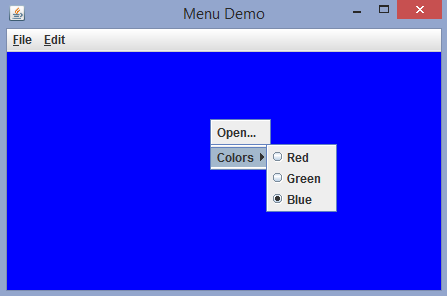 Menu Demo
File Edit
Open...
Colors
Red
Green
Blue